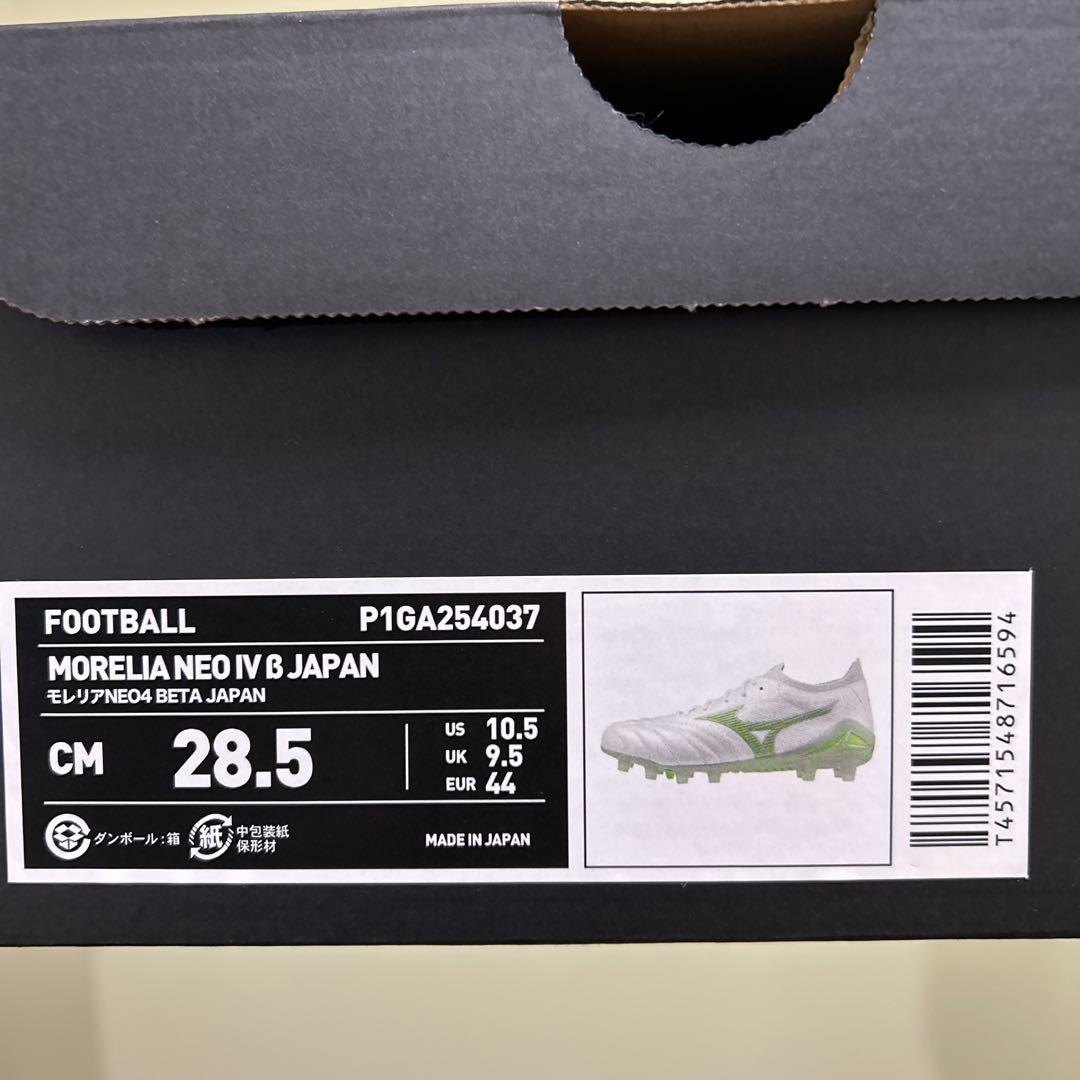 FOOTBALL P1GA254037
MORELIA NEO IV β JAPAN
モレリアNEO4 BETA JAPAN
CM 28.5
US 10.5
UK 9.5
EUR 44
ダンボール:箱
紙
中包装紙
保形材
MADE IN JAPAN
T4571548716594